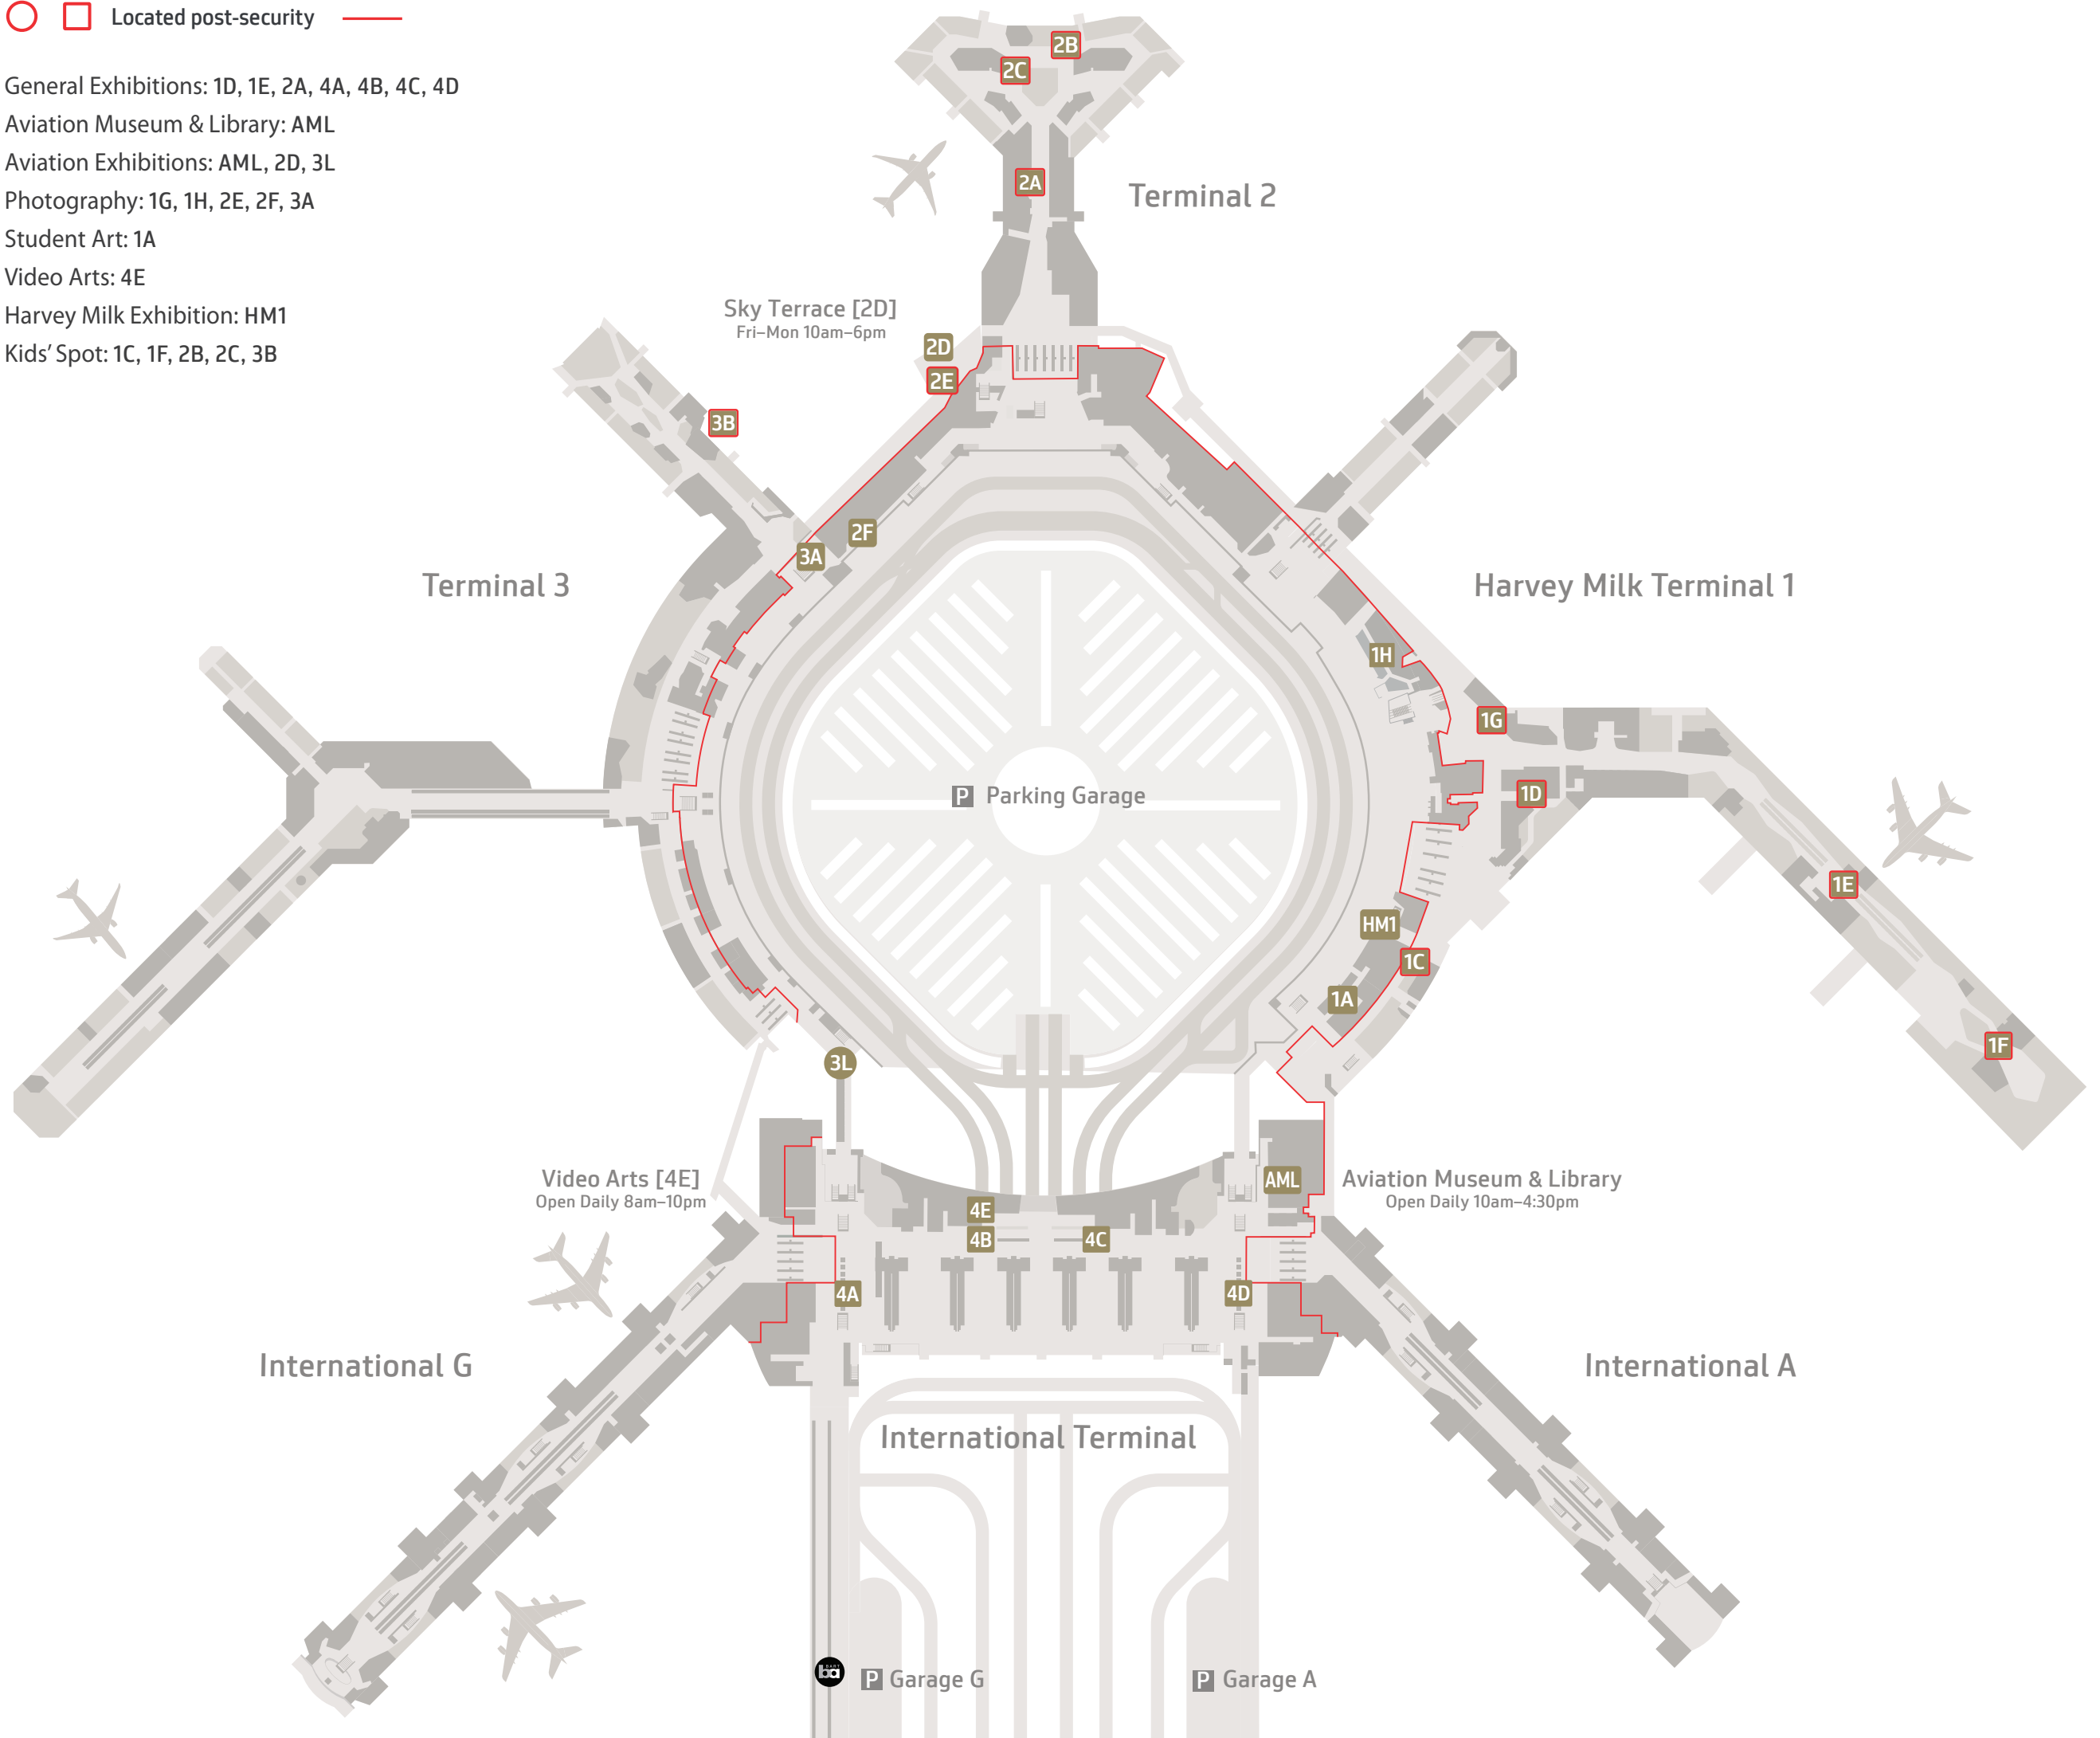 Located post-security
General Exhibitions: 1D, 1E, 2A, 4A, 4B, 4C, 4D
Aviation Museum & Library: AML
Aviation Exhibitions: AML, 2D, 3L
Photography: 1G, 1H, 2E, 2F, 3A
Student Art: 1A
Video Arts: 4E
Harvey Milk Exhibition: HM1
Kids’ Spot: 1C, 1F, 2B, 2C, 3B
2B
2C
2A
Terminal 2
Sky Terrace [2D]
Fri–Mon 10am–6pm
2D
2E
3B
2F
3A
Terminal 3
Harvey Milk Terminal 1
1H
1G
P Parking Garage
1D
1E
HM1
1C
1A
1F
3L
Video Arts [4E]
Open Daily 8am–10pm
AML
Aviation Museum & Library
Open Daily 10am–4:30pm
4E
4B
4C
4A
4D
International G
International A
International Terminal
ba
P Garage G
P Garage A